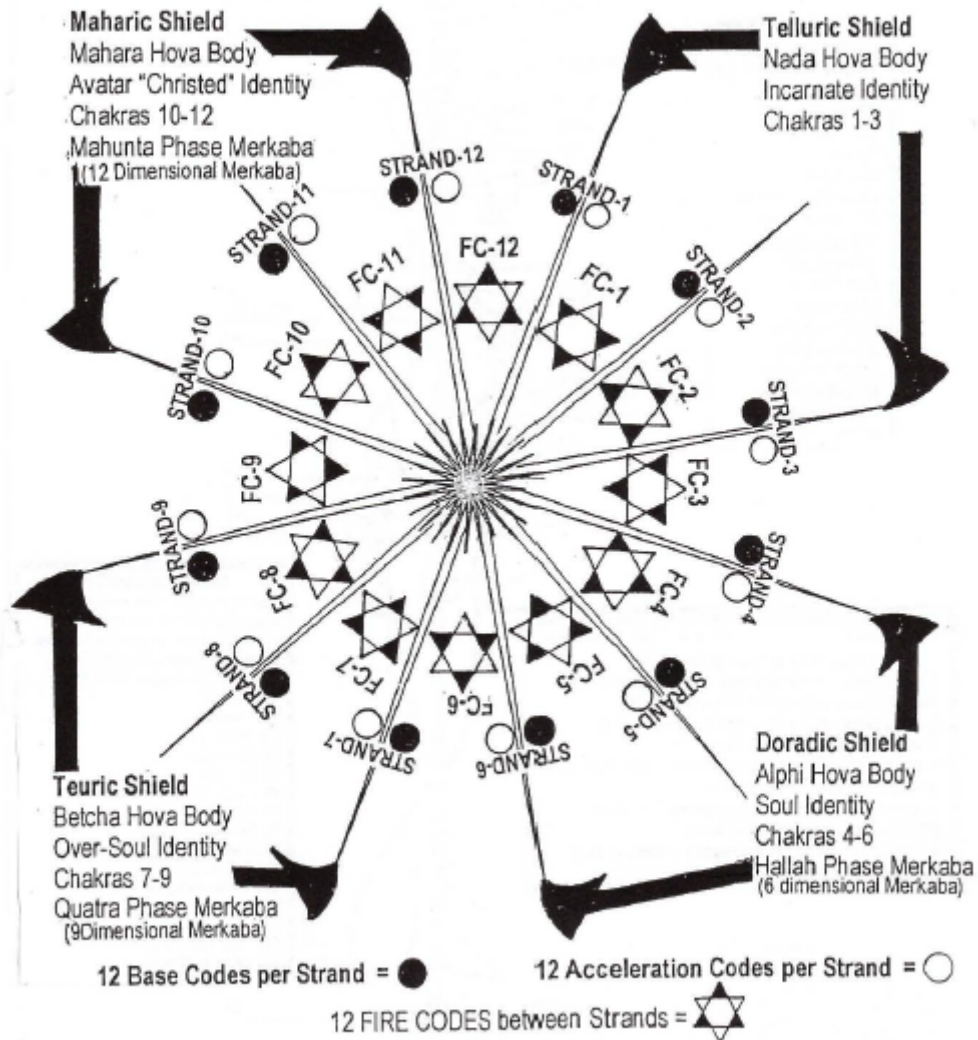 Maharic Shield
Mahara Hova Body
Avatar "Christed" Identity
Chakras 10-12
Mahunta Phase Merkaba
(12 Dimensional Merkaba)
Telluric Shield
Nada Hova Body
Incarnate Identity
Chakras 1-3
STRAND-12
STRAND-1
STRAND-11
STRAND-2
STRAND-10
STRAND-3
STRAND-9
STRAND-4
STRAND-8
STRAND-5
STRAND-7
STRAND-6
FC-12
FC-11
FC-1
FC-10
FC-2
FC-9
FC-3
FC-8
FC-4
FC-7
FC-5
FC-6
Teuric Shield
Betcha Hova Body
Over-Soul Identity
Chakras 7-9
Quatra Phase Merkaba
(9Dimensional Merkaba)
Doradic Shield
Alphi Hova Body
Soul Identity
Chakras 4-6
Hallah Phase Merkaba
(6 dimensional Merkaba)
12 Base Codes per Strand =
12 Acceleration Codes per Strand =
12 FIRE CODES between Strands =